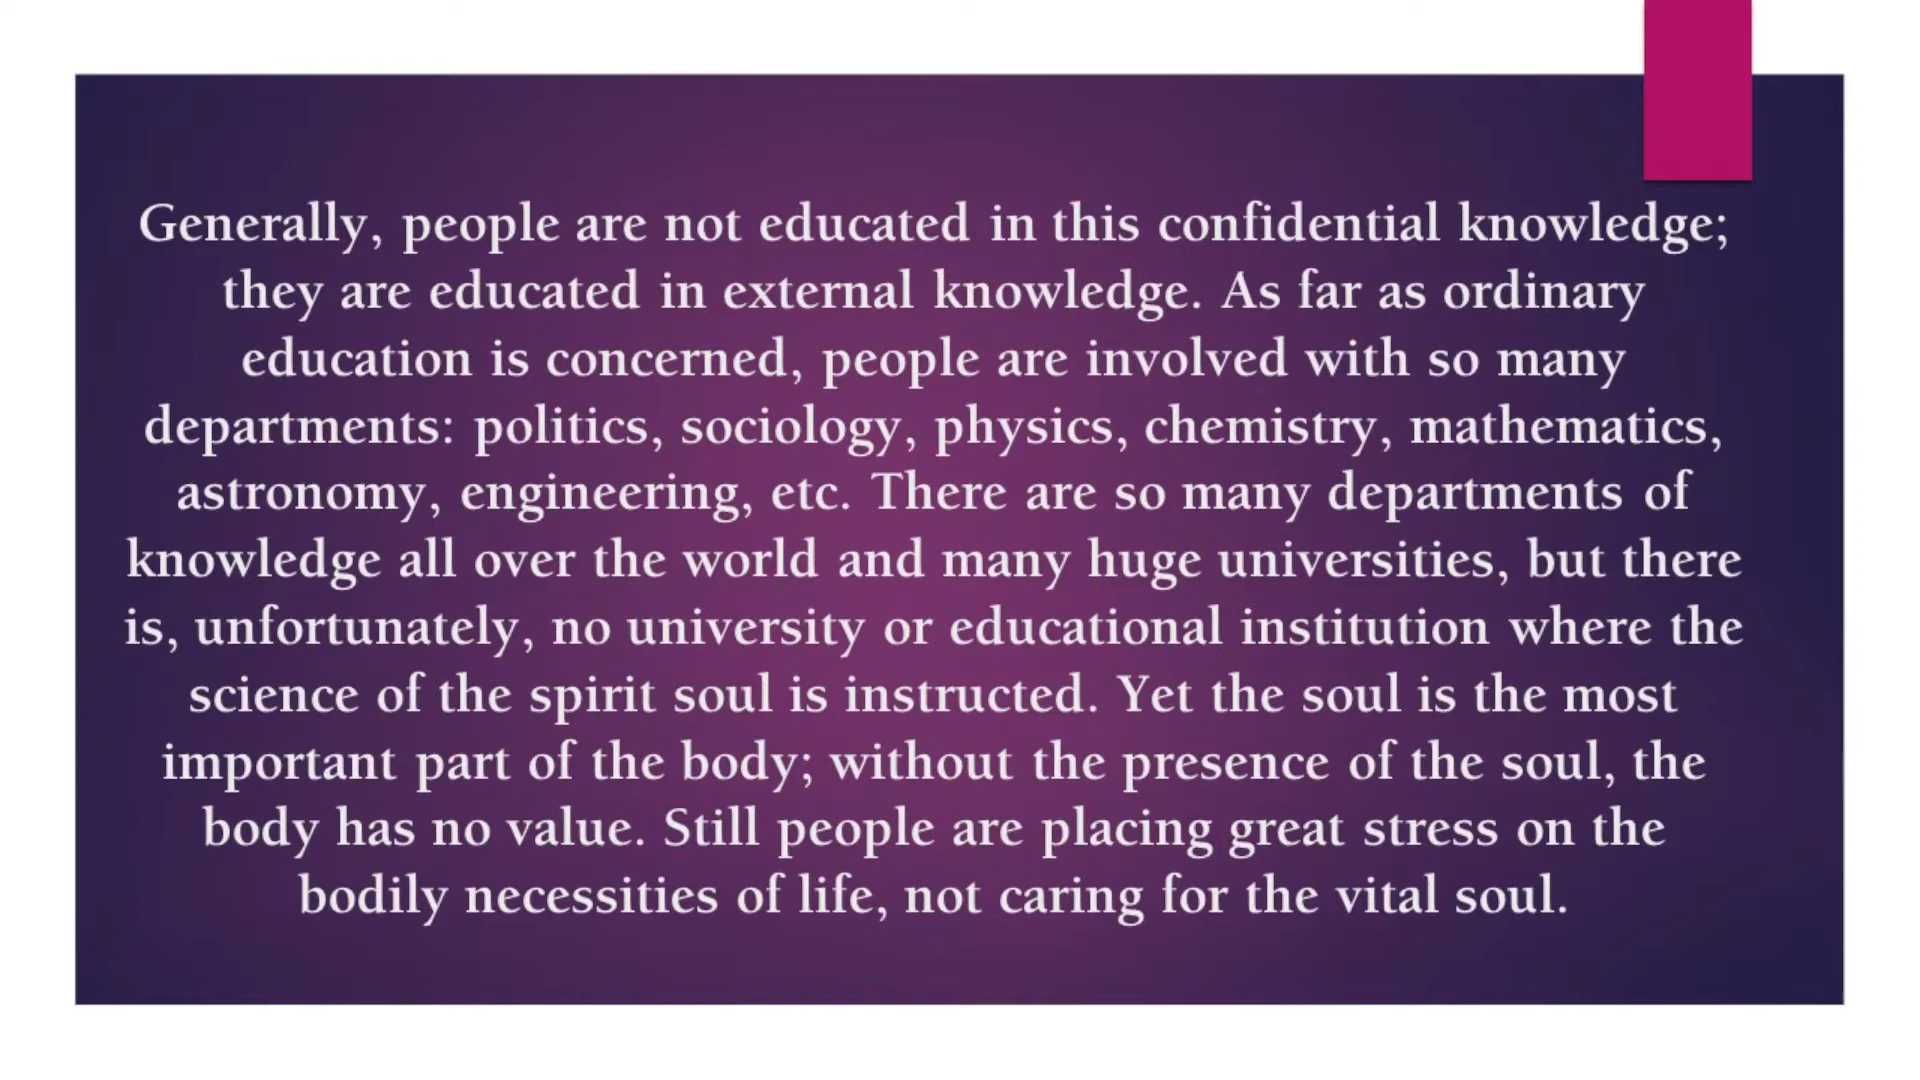 Generally, people are not educated in this confidential knowledge;
they are educated in external knowledge. As far as ordinary
education is concerned, people are involved with so many
departments: politics, sociology, physics, chemistry, mathematics,
astronomy, engineering, etc. There are so many departments of
knowledge all over the world and many huge universities, but there
is, unfortunately, no university or educational institution where the
science of the spirit soul is instructed. Yet the soul is the most
important part of the body; without the presence of the soul, the
body has no value. Still people are placing great stress on the
bodily necessities of life, not caring for the vital soul.